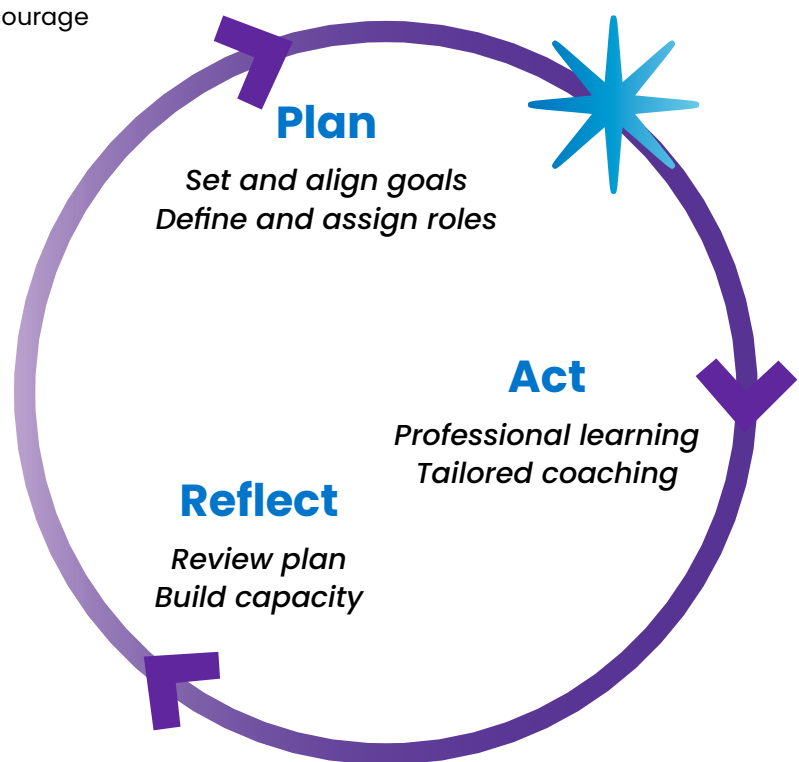 Plan
Set and align goals
Define and assign roles
Act
Professional learning
Tailored coaching
Reflect
Review plan
Build capacity